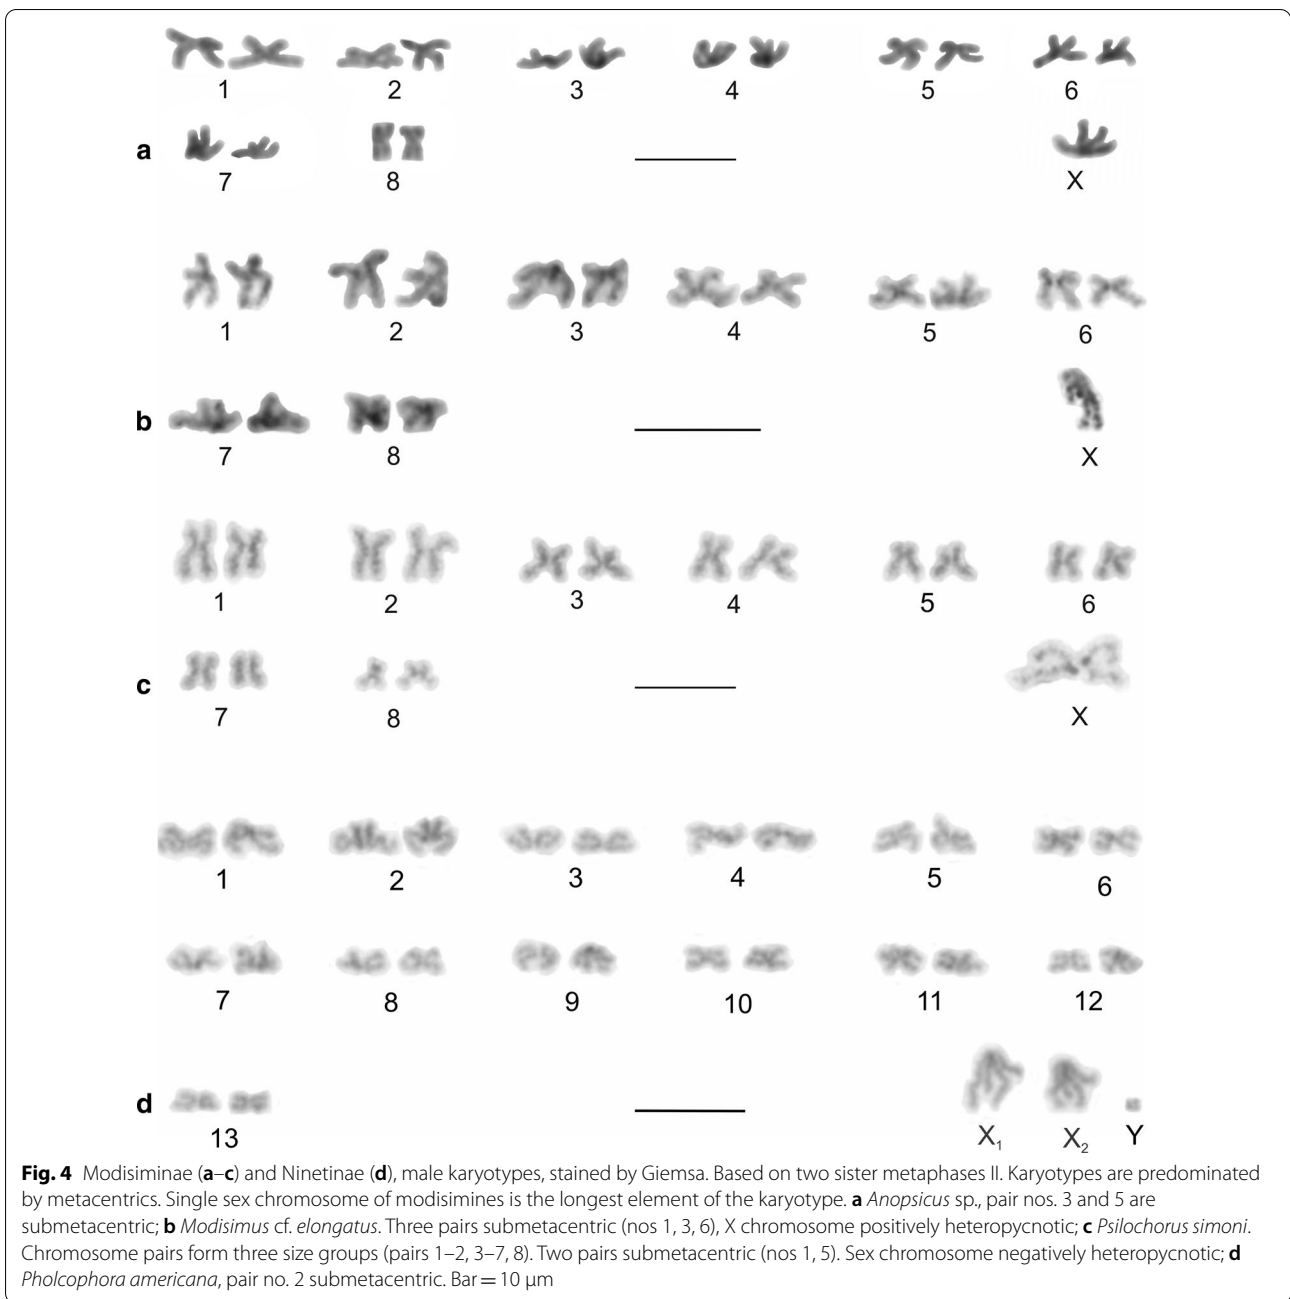 1 2 3 4 5 6
a
7 8 X
1 2 3 4 5 6
b
7 8 X
1 2 3 4 5 6
c
7 8 X
1 2 3 4 5 6
7 8 9 10 11 12
d
13 X₁ X₂ Y
Fig. 4 Modisiminae (a–c) and Ninetinae (d), male karyotypes, stained by Giemsa. Based on two sister metaphases II. Karyotypes are predominated
by metacentrics. Single sex chromosome of modisimines is the longest element of the karyotype. a Anopsicus sp., pair nos. 3 and 5 are
submetacentric; b Modisimus cf. elongatus. Three pairs submetacentric (nos 1, 3, 6), X chromosome positively heteropycnotic; c Psilochorus simoni.
Chromosome pairs form three size groups (pairs 1–2, 3–7, 8). Two pairs submetacentric (nos 1, 5). Sex chromosome negatively heteropycnotic; d
Pholcophora americana, pair no. 2 submetacentric. Bar = 10 μm